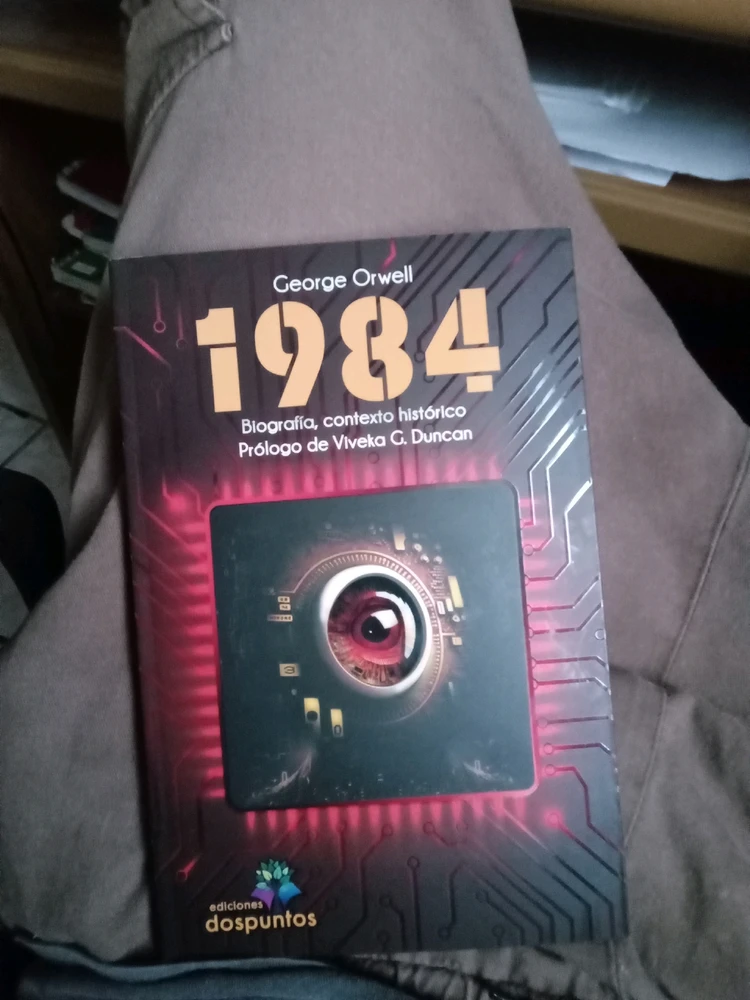 George Orwell
1984
Biografía, contexto histórico
Prólogo de Viveka G. Duncan
ediciones
dospuntos